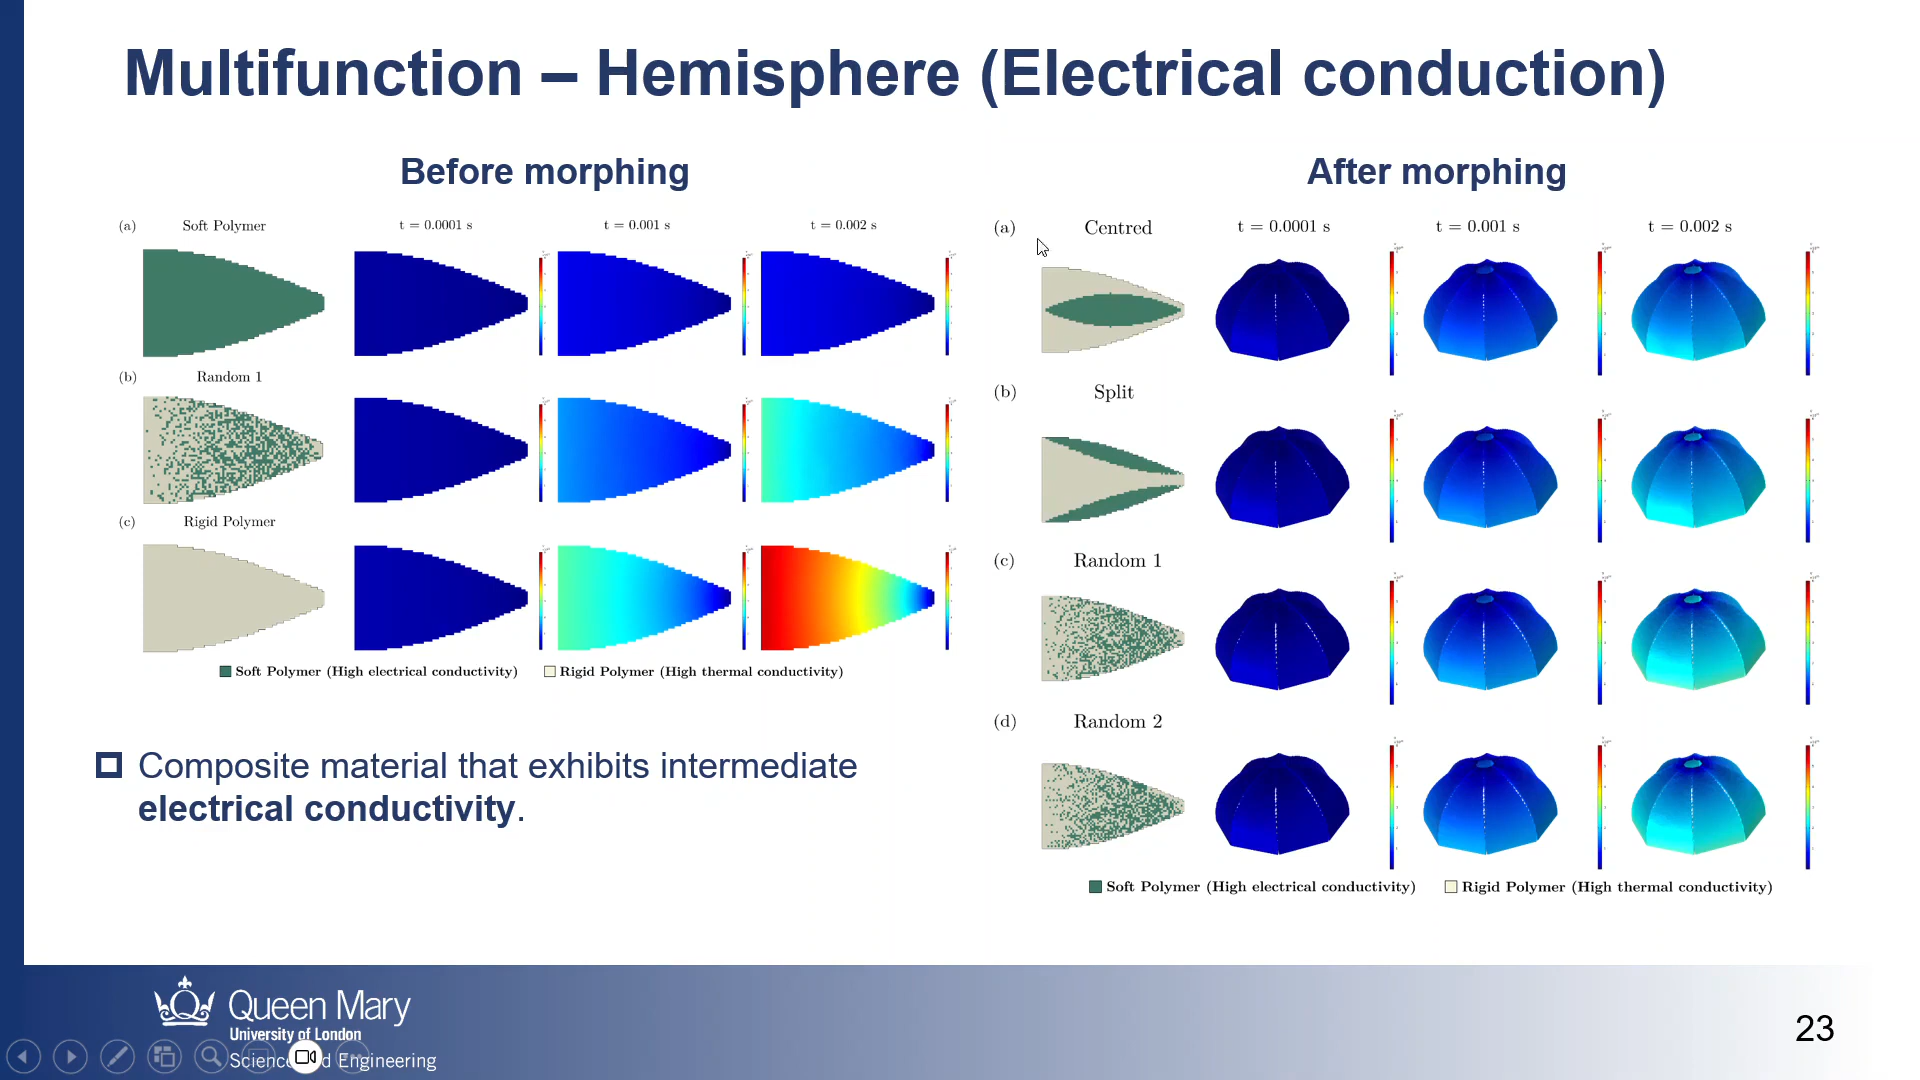 Multifunction – Hemisphere (Electrical conduction)
Before morphing
(a) Soft Polymer t = 0.0001 s t = 0.001 s t = 0.002 s
(b) Random 1
(c) Rigid Polymer
Soft Polymer (High electrical conductivity) Rigid Polymer (High thermal conductivity)
Composite material that exhibits intermediate
electrical conductivity.
After morphing
(a) Centred t = 0.0001 s t = 0.001 s t = 0.002 s
(b) Split
(c) Random 1
(d) Random 2
Soft Polymer (High electrical conductivity) Rigid Polymer (High thermal conductivity)
Queen Mary
University of London
Science d Engineering
23